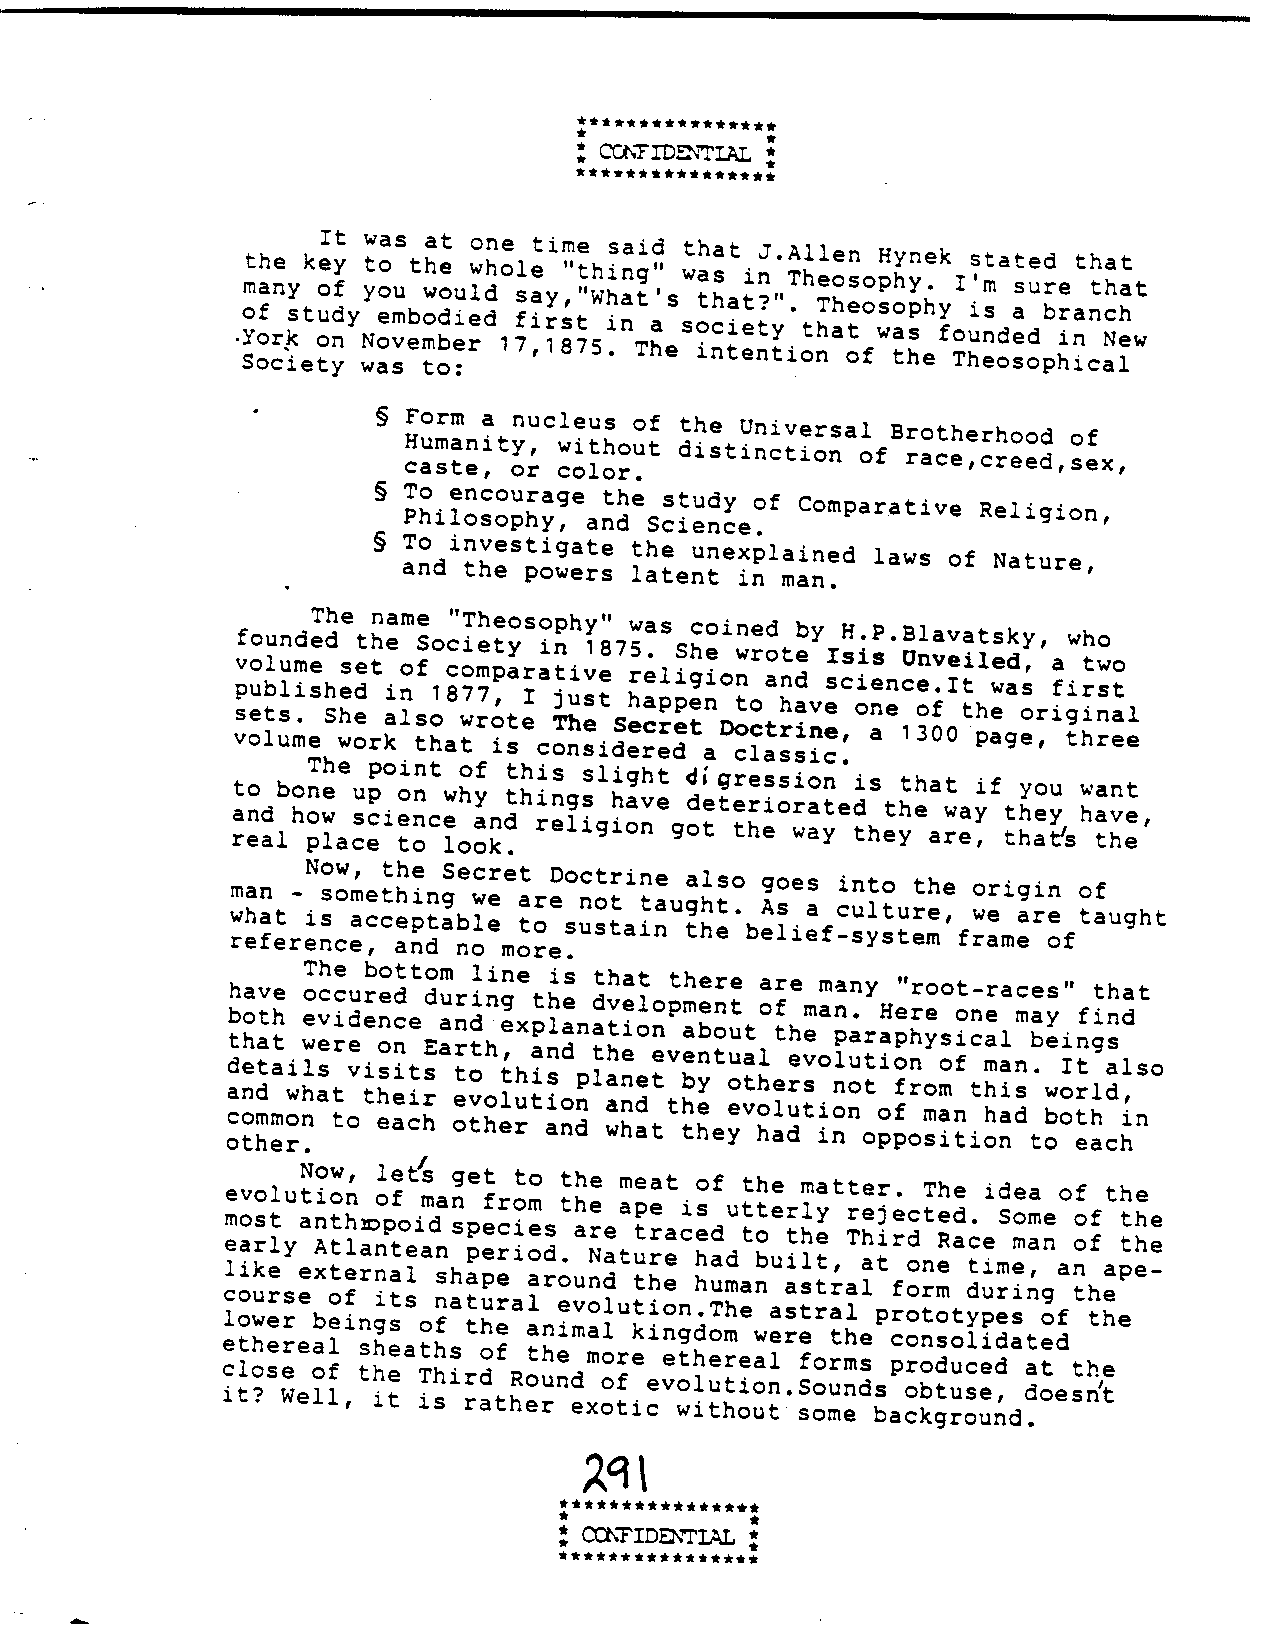 ****************
* CONFIDENTIAL *
****************
It was at one time said that J.Allen Hynek stated that
the key to the whole "thing" was in Theosophy. I'm sure that
many of you would say,"What's that?". Theosophy is a branch
of study embodied first in a society that was founded in New
York on November 17,1875. The intention of the Theosophical
Society was to:
§ Form a nucleus of the Universal Brotherhood of
Humanity, without distinction of race,creed,sex,
caste, or color.
§ To encourage the study of Comparative Religion,
Philosophy, and Science.
§ To investigate the unexplained laws of Nature,
and the powers latent in man.
The name "Theosophy" was coined by H.P.Blavatsky, who
founded the Society in 1875. She wrote Isis Unveiled, a two
volume set of comparative religion and science.It was first
published in 1877, I just happen to have one of the original
sets. She also wrote The Secret Doctrine, a 1300 page, three
volume work that is considered a classic.
The point of this slight digression is that if you want
to bone up on why things have deteriorated the way they have,
and how science and religion got the way they are, that's the
real place to look.
Now, the Secret Doctrine also goes into the origin of
man - something we are not taught. As a culture, we are taught
what is acceptable to sustain the belief-system frame of
reference, and no more.
The bottom line is that there are many "root-races" that
have occured during the dvelopment of man. Here one may find
both evidence and explanation about the paraphysical beings
that were on Earth, and the eventual evolution of man. It also
details visits to this planet by others not from this world,
and what their evolution and the evolution of man had both in
common to each other and what they had in opposition to each
other.
Now, let's get to the meat of the matter. The idea of the
evolution of man from the ape is utterly rejected. Some of the
most anthropoid species are traced to the Third Race man of the
early Atlantean period. Nature had built, at one time, an ape-
like external shape around the human astral form during the
course of its natural evolution.The astral prototypes of the
lower beings of the animal kingdom were the consolidated
ethereal sheaths of the more ethereal forms produced at the
close of the Third Round of evolution.Sounds obtuse, doesn't
it? Well, it is rather exotic without some background.
291
****************
* CONFIDENTIAL *
****************